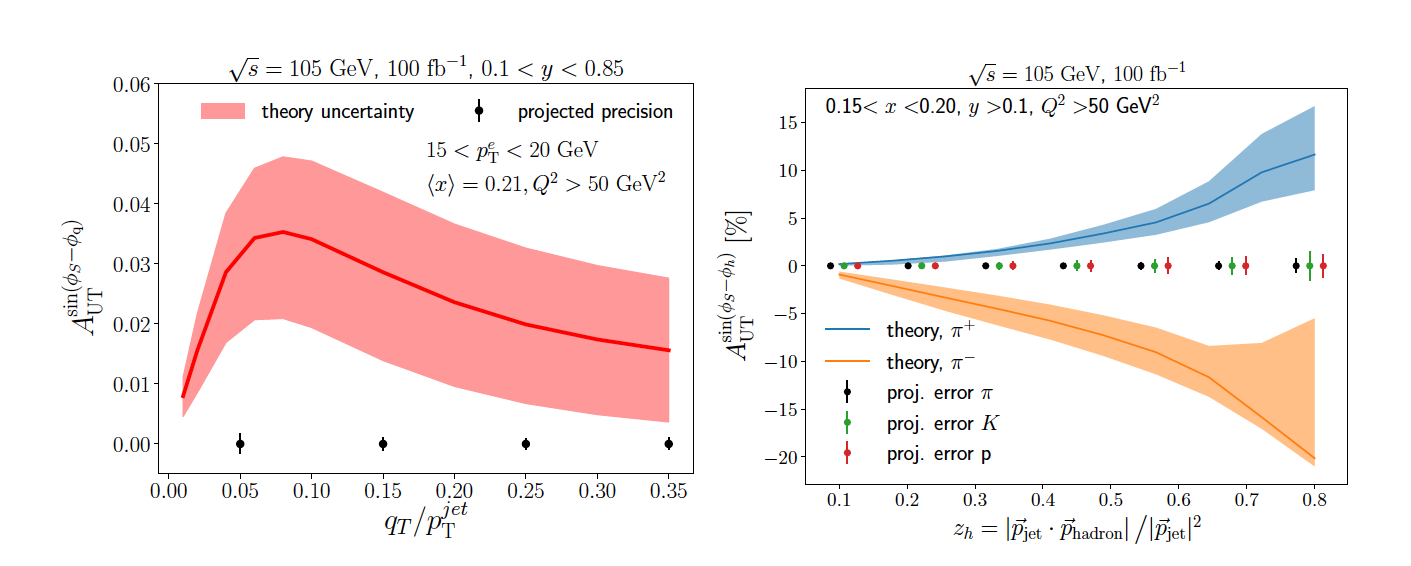 √s = 105 GeV, 100 fb⁻¹, 0.1 < y < 0.85
theory uncertainty
projected precision
15 < p_T^e < 20 GeV
⟨x⟩ = 0.21, Q² > 50 GeV²
A_UT^{sin(ϕ_S−ϕ_q)}
0.06
0.05
0.04
0.03
0.02
0.01
0.00
0.00 0.05 0.10 0.15 0.20 0.25 0.30 0.35
q_T/p_T^{jet}
√s = 105 GeV, 100 fb⁻¹
0.15< x <0.20, y >0.1, Q² >50 GeV²
A_UT^{sin(ϕ_S−ϕ_h)} [%]
15
10
5
0
−5
−10
−15
−20
theory, π⁺
theory, π⁻
proj. error π
proj. error K
proj. error p
0.1 0.2 0.3 0.4 0.5 0.6 0.7 0.8
z_h = |p⃗_jet · p⃗_hadron| / |p⃗_jet|²